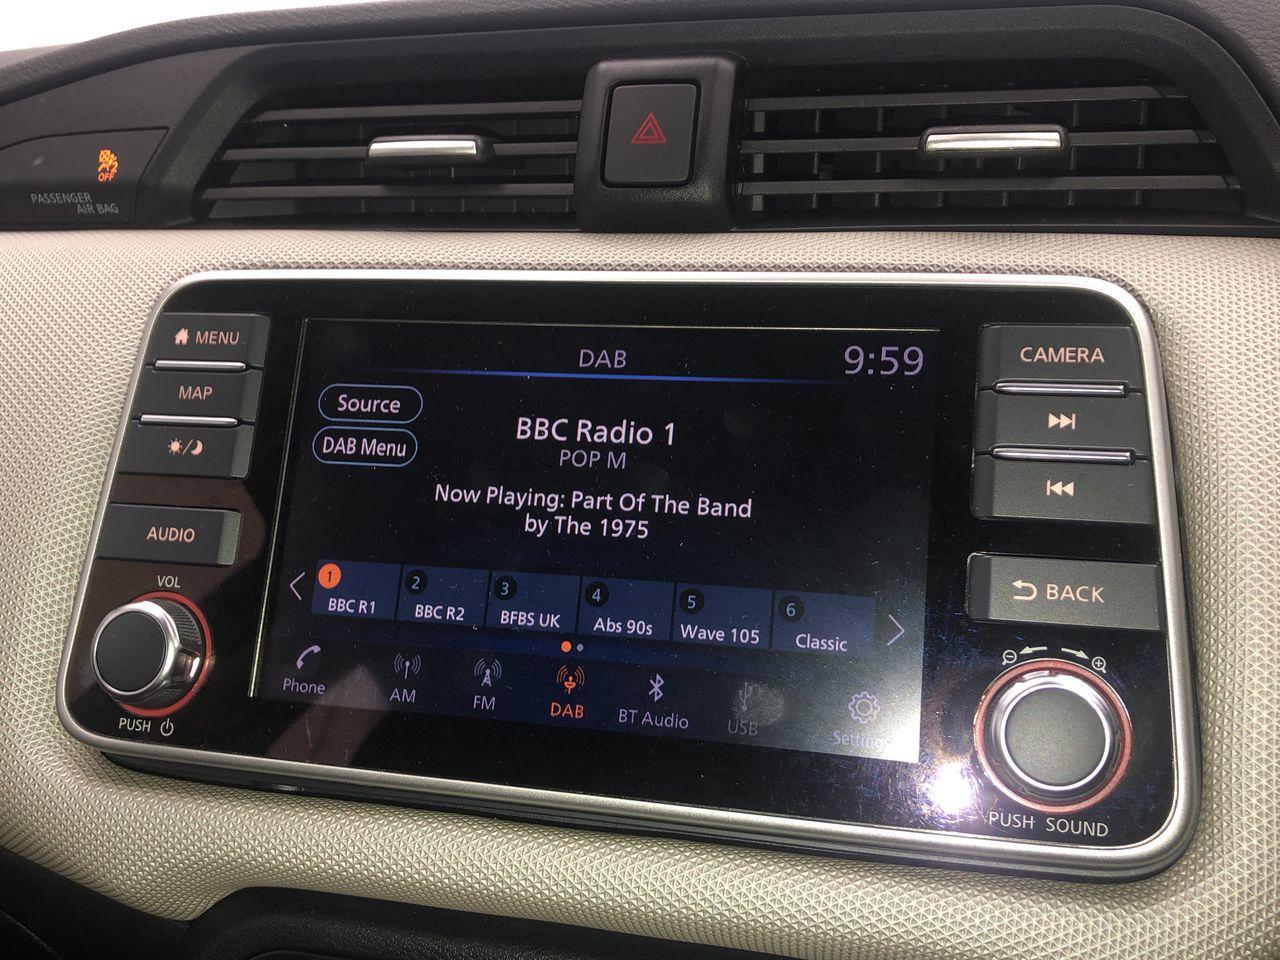 OFF
PASSENGER
AIR BAG
MENU
MAP
AUDIO
VOL
PUSH
DAB
9:59
Source
DAB Menu
BBC Radio 1
POP M
Now Playing: Part Of The Band
by The 1975
1
BBC R1
2
BBC R2
3
BFBS UK
4
Abs 90s
5
Wave 105
6
Classic
Phone
AM
FM
DAB
BT Audio
USB
Settings
CAMERA
BACK
PUSH SOUND